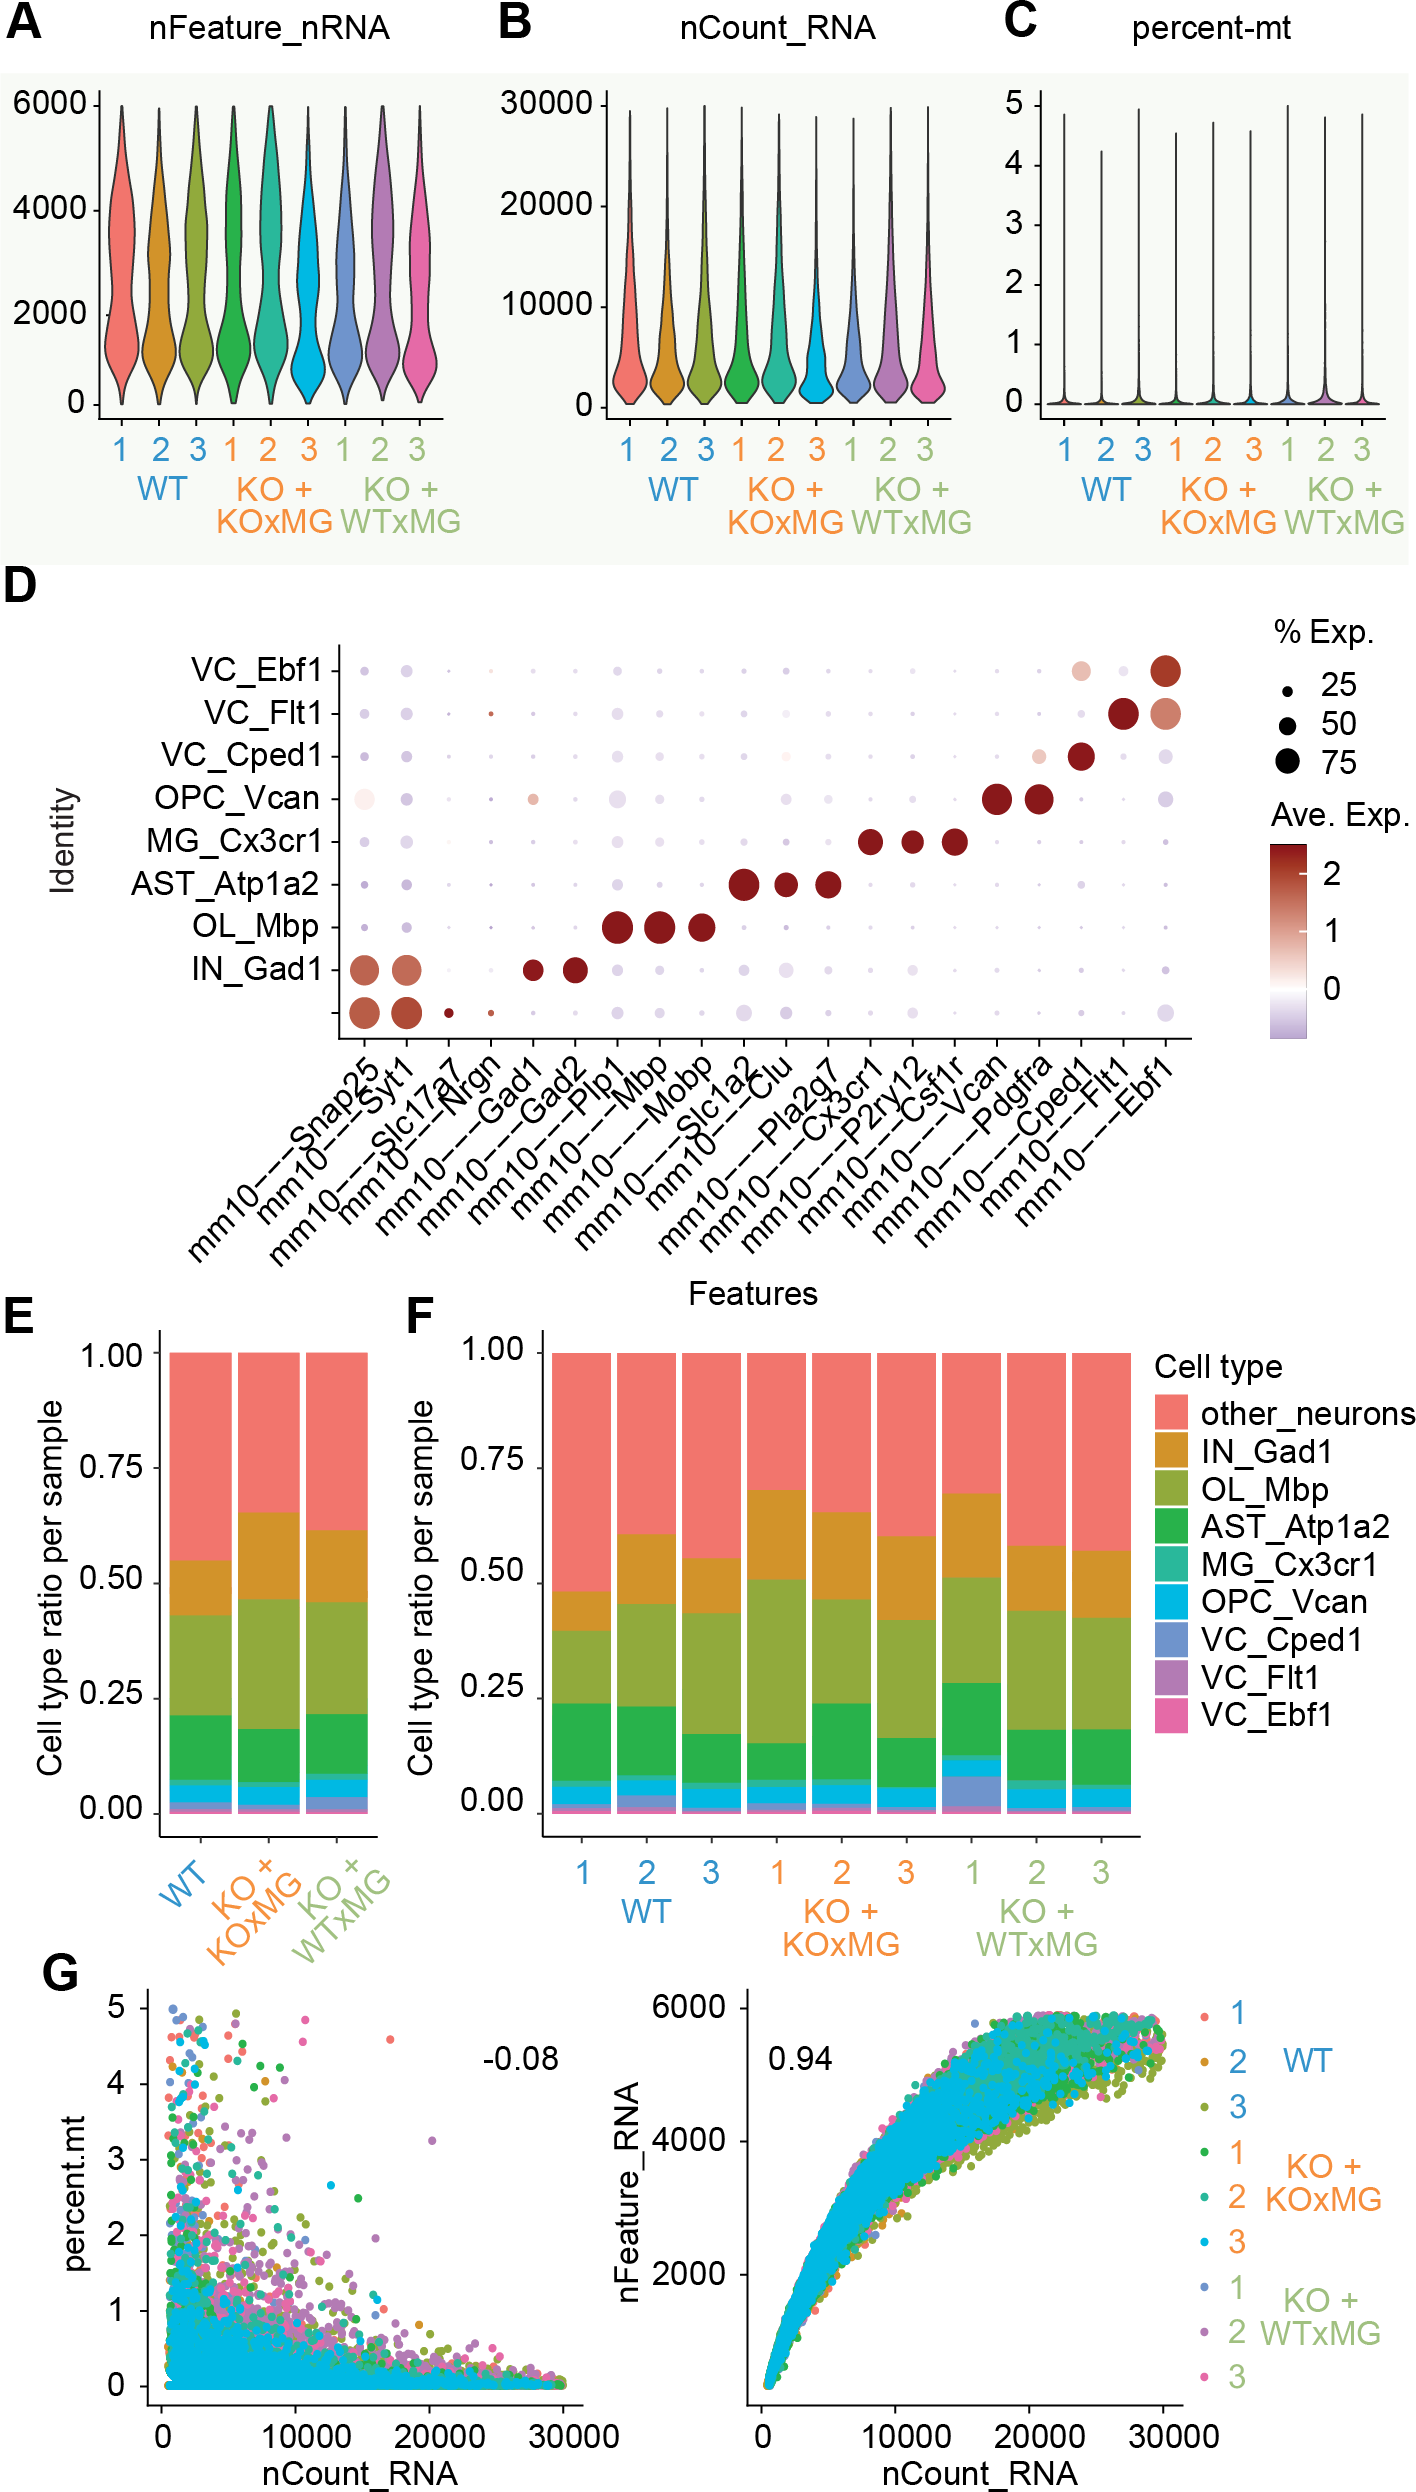 A
nFeature_nRNA
6000
4000
2000
0
1 2 3 1 2 3 1 2 3
WT
KO +
KOxMG
KO +
WTxMG
B
nCount_RNA
30000
20000
10000
0
1 2 3 1 2 3 1 2 3
WT
KO +
KOxMG
KO +
WTxMG
C
percent-mt
5
4
3
2
1
0
1 2 3 1 2 3 1 2 3
WT
KO +
KOxMG
KO +
WTxMG
D
Identity
VC_Ebf1
VC_Flt1
VC_Cped1
OPC_Vcan
MG_Cx3cr1
AST_Atp1a2
OL_Mbp
IN_Gad1
mm10----Snap25
mm10----Syt1
mm10----Slc17a7
mm10----Nrgn
mm10----Gad1
mm10----Gad2
mm10----Plp1
mm10----Mbp
mm10----Mobp
mm10----Slc1a2
mm10----Clu
mm10----Pla2g7
mm10----Cx3cr1
mm10----P2ry12
mm10----Csf1r
mm10----Vcan
mm10----Pdgfra
mm10----Cped1
mm10----Flt1
mm10----Ebf1
Features
% Exp.
25
50
75
Ave. Exp.
2
1
0
E
Cell type ratio per sample
1.00
0.75
0.50
0.25
0.00
WT
KO +
KOxMG
KO +
WTxMG
F
Cell type ratio per sample
1.00
0.75
0.50
0.25
0.00
1 2 3 1 2 3 1 2 3
WT
KO +
KOxMG
KO +
WTxMG
Cell type
other_neurons
IN_Gad1
OL_Mbp
AST_Atp1a2
MG_Cx3cr1
OPC_Vcan
VC_Cped1
VC_Flt1
VC_Ebf1
G
percent.mt
5
4
3
2
1
0
-0.08
0 10000 20000 30000
nCount_RNA
nFeature_RNA
6000
4000
2000
0.94
0 10000 20000 30000
nCount_RNA
1
2
3
WT
1
2
3
KO +
KOxMG
1
2
3
KO +
WTxMG